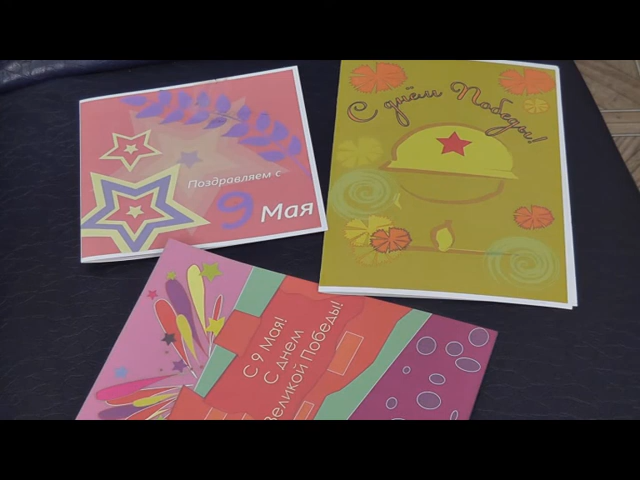 Поздравляем с
9 Мая
С днём Победы!
С 9 Мая!
С Днем
Великой Победы!